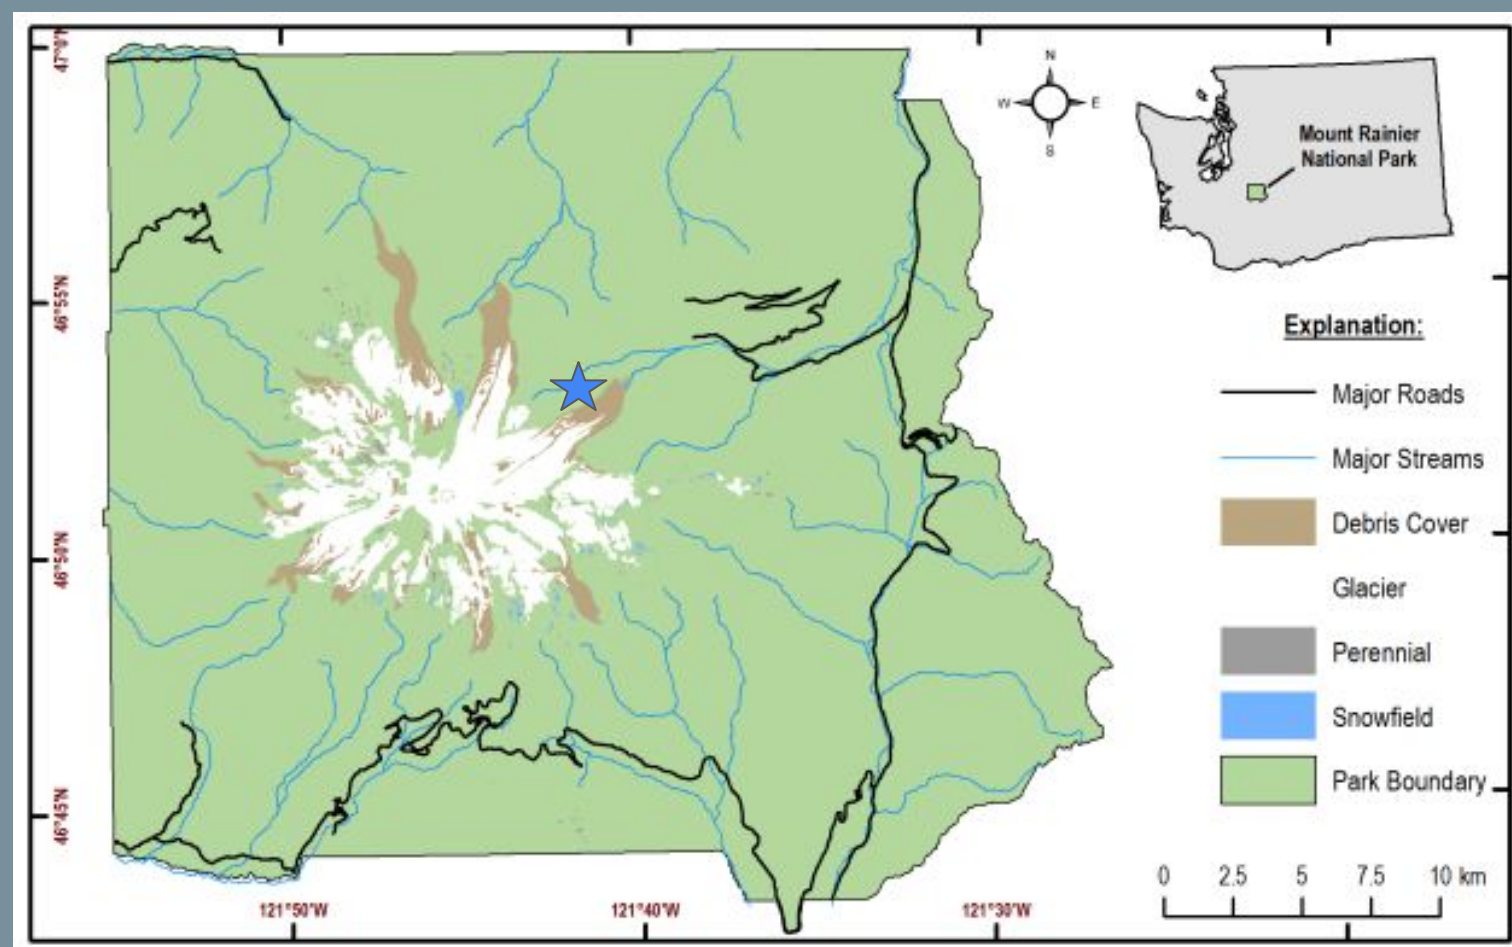 47°0'N
46°55'N
46°50'N
46°45'N
121°50'W
121°40'W
121°30'W
N
W
E
S
Mount Rainier
National Park
Explanation:
Major Roads
Major Streams
Debris Cover
Glacier
Perennial
Snowfield
Park Boundary
0 2.5 5 7.5 10 km